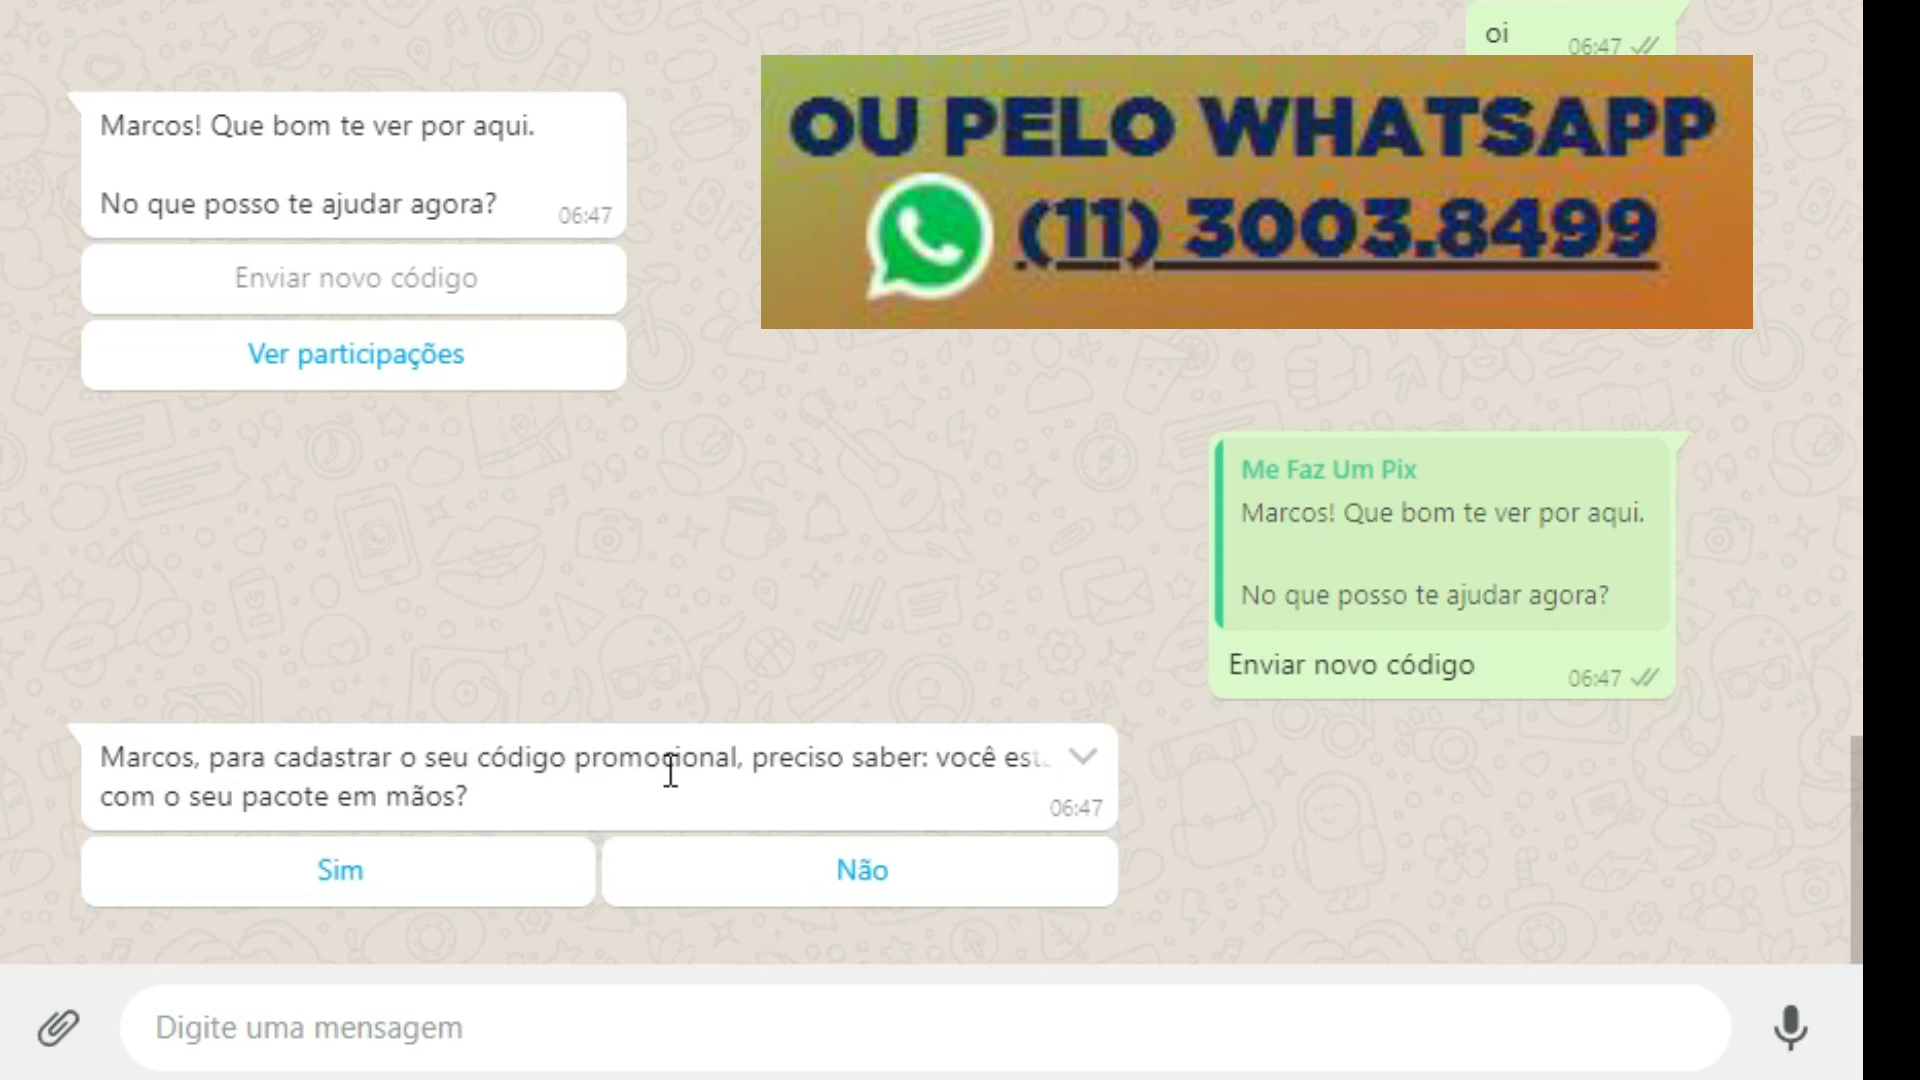 oi
06:47
OU PELO WHATSAPP
(11) 3003.8499
Marcos! Que bom te ver por aqui.
No que posso te ajudar agora?
06:47
Enviar novo código
Ver participações
Me Faz Um Pix
Marcos! Que bom te ver por aqui.
No que posso te ajudar agora?
Enviar novo código
06:47
Marcos, para cadastrar o seu código promocional, preciso saber: você
com o seu pacote em mãos?
06:47
Sim
Não
Digite uma mensagem